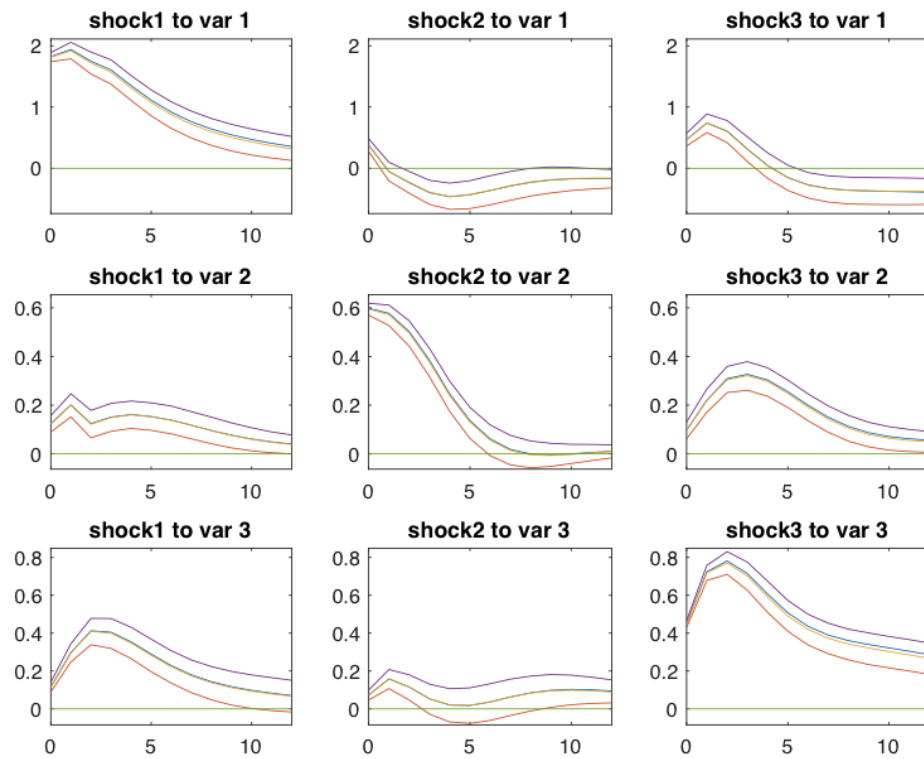 shock1 to var 1 shock2 to var 1 shock3 to var 1
2 2 2
1 1 1
0 0 0
0 5 10 0 5 10 0 5 10
shock1 to var 2 shock2 to var 2 shock3 to var 2
0.6 0.6 0.6
0.4 0.4 0.4
0.2 0.2 0.2
0 0 0
0 5 10 0 5 10 0 5 10
shock1 to var 3 shock2 to var 3 shock3 to var 3
0.8 0.8 0.8
0.6 0.6 0.6
0.4 0.4 0.4
0.2 0.2 0.2
0 0 0
0 5 10 0 5 10 0 5 10